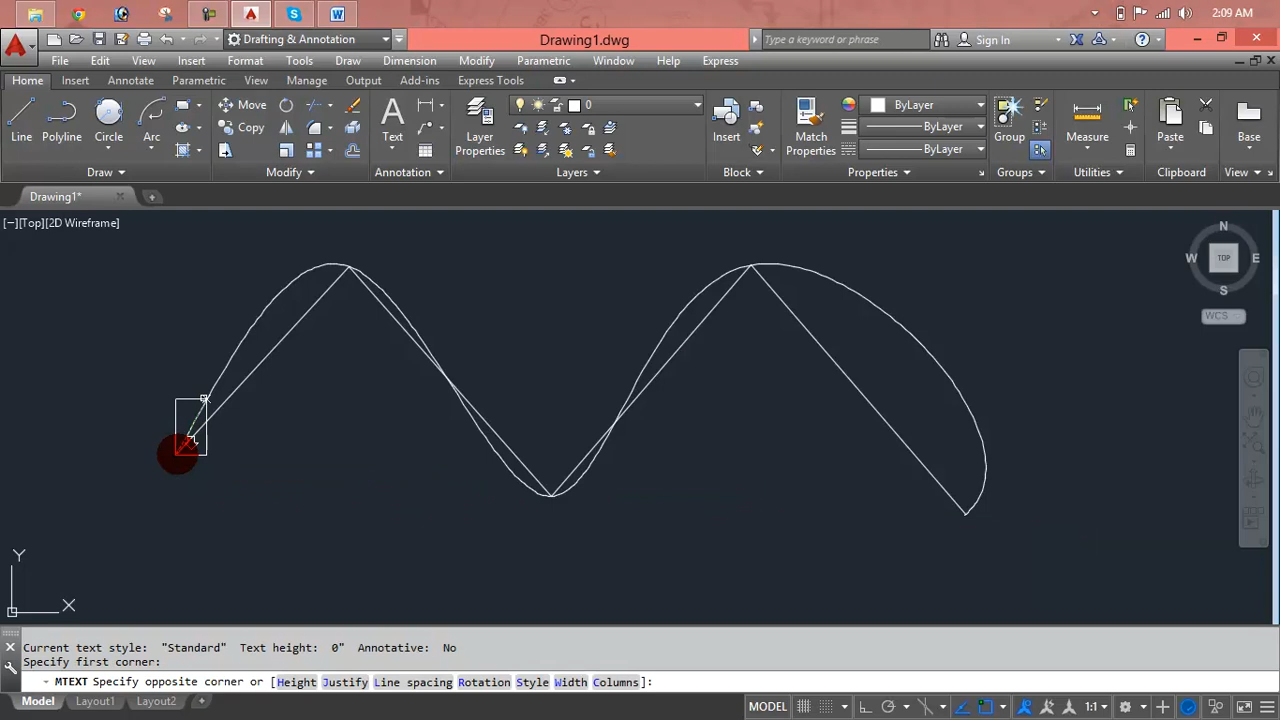 2:09 AM
Drafting & Annotation
Drawing1.dwg
Type a keyword or phrase
Sign In
File Edit View Insert Format Tools Draw Dimension Modify Parametric Window Help Express
Home Insert Annotate Parametric View Manage Output Add-ins Express Tools
Line Polyline Circle Arc
Move
Copy
Text
Layer Properties
0
Insert
Match Properties
ByLayer
ByLayer
ByLayer
Group
Measure
Paste
Base
Draw Modify Annotation Layers Block Properties Groups Utilities Clipboard View
Drawing1*
[−][Top][2D Wireframe]
N
W TOP E
S
WCS
Y
X
Current text style: "Standard" Text height: 0" Annotative: No
Specify first corner:
MTEXT Specify opposite corner or [Height Justify Line spacing Rotation Style Width Columns]:
Model Layout1 Layout2
MODEL
1:1